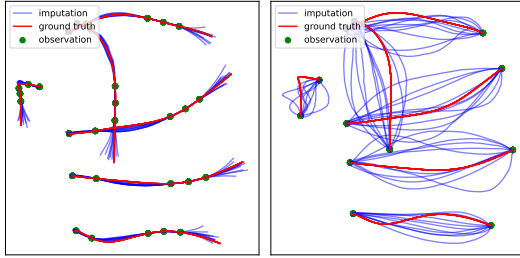 imputation
ground truth
observation
imputation
ground truth
observation